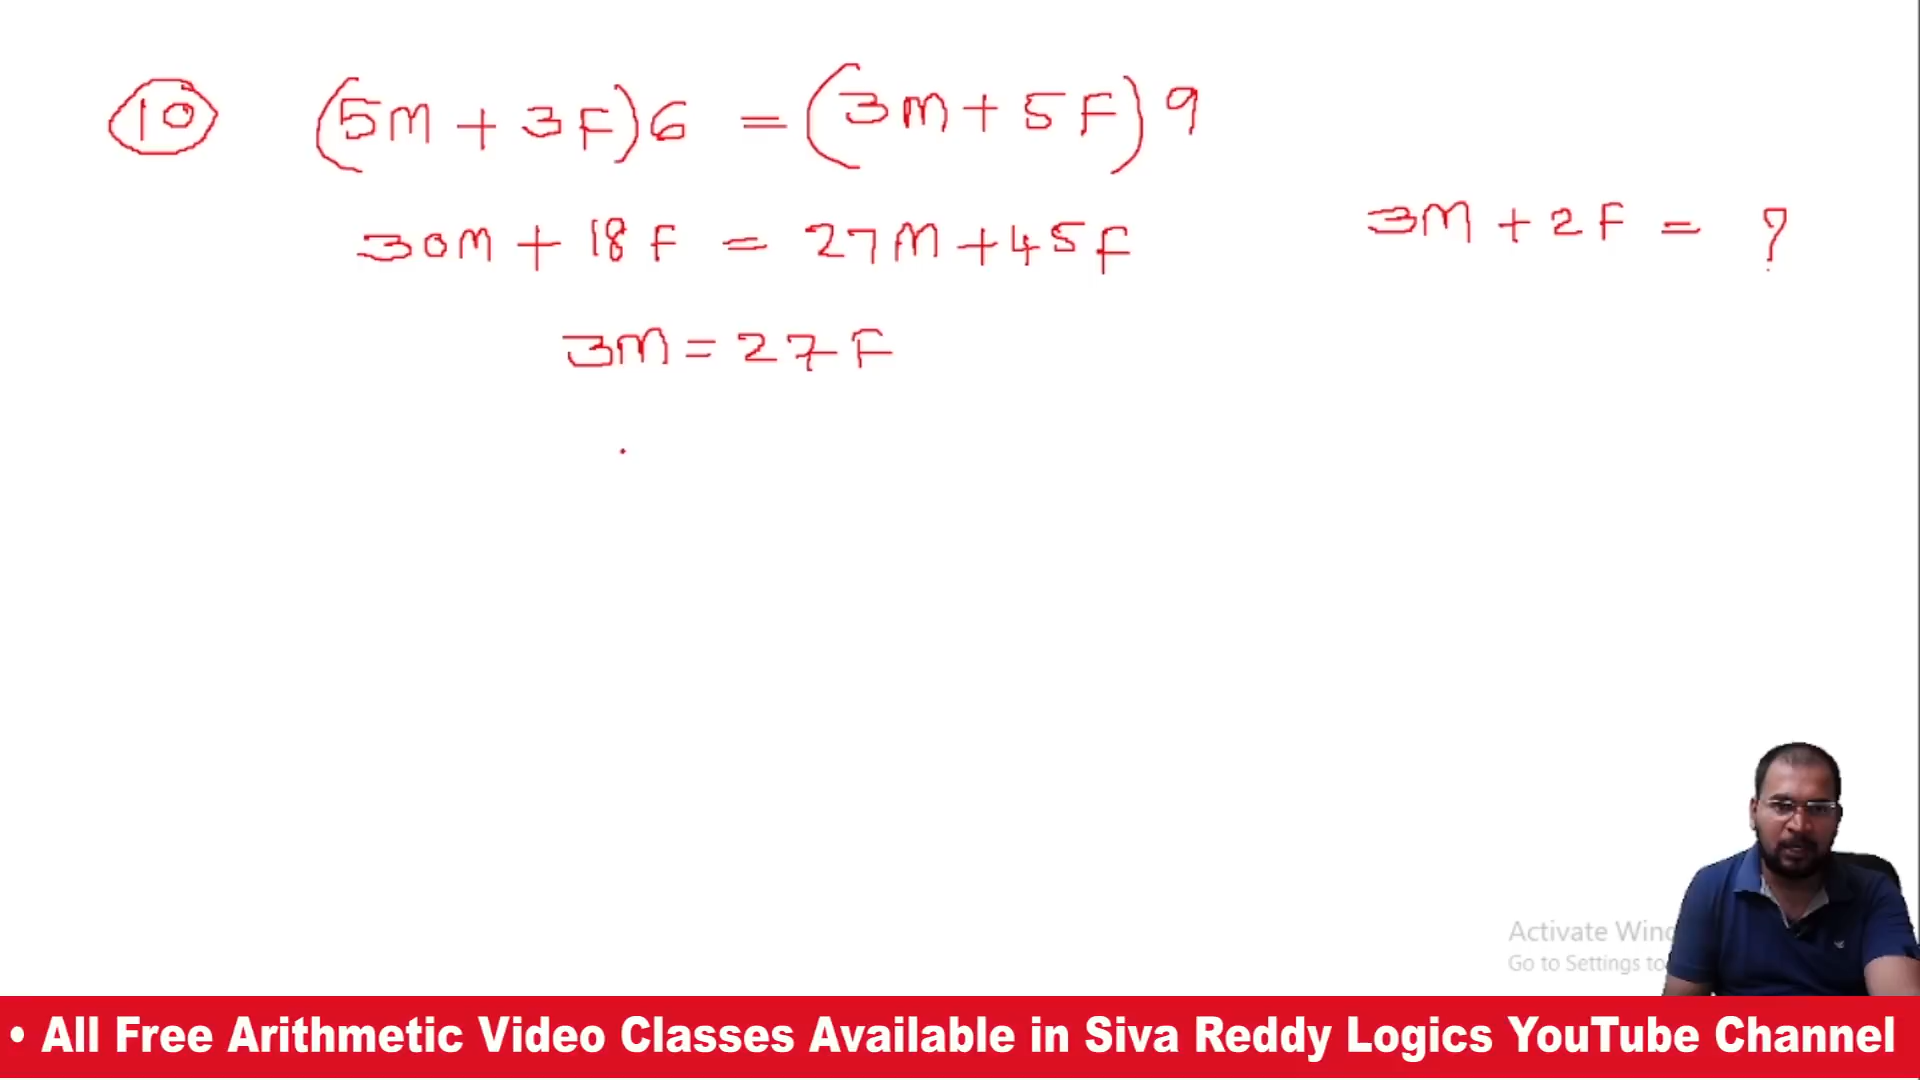 10 (5M + 3F)6 = (3M + 5F)9
30M + 18F = 27M + 45F
3M + 2F = ?
3M = 27F
Activate Wind
Go to Settings to
• All Free Arithmetic Video Classes Available in Siva Reddy Logics YouTube Channel